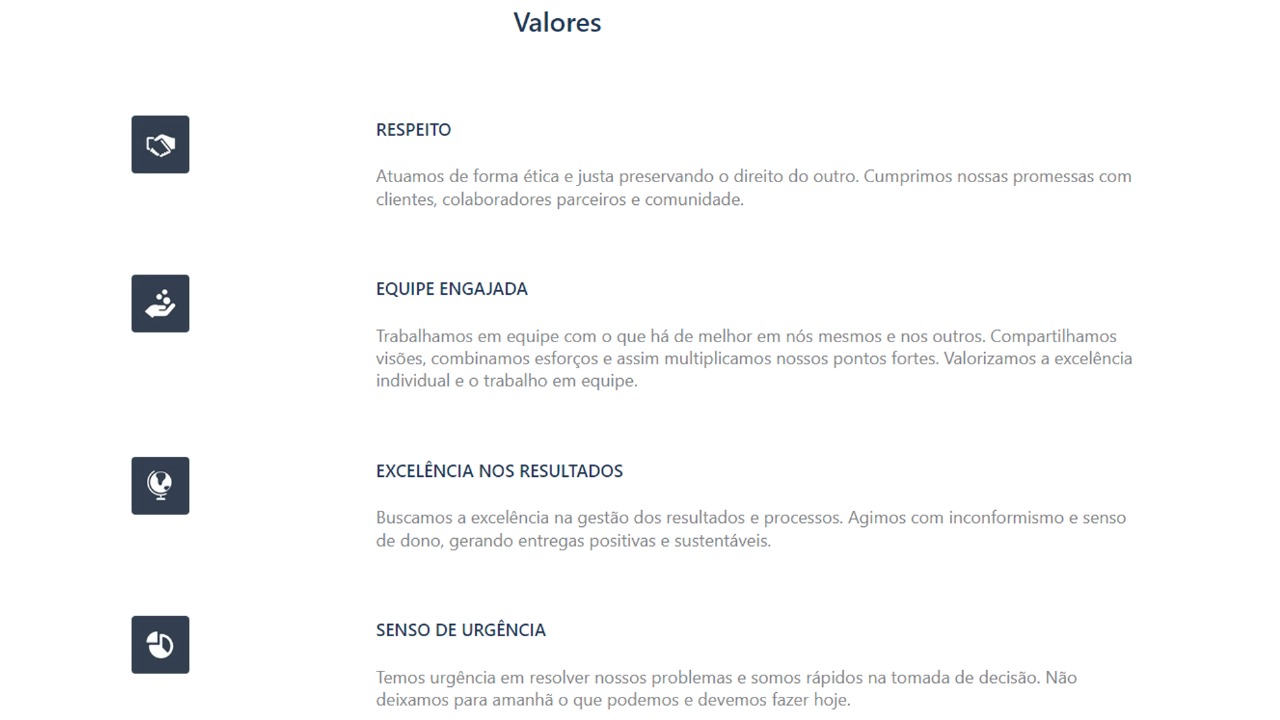 Valores
RESPEITO
Atuamos de forma ética e justa preservando o direito do outro. Cumprimos nossas promessas com
clientes, colaboradores parceiros e comunidade.
EQUIPE ENGAJADA
Trabalhamos em equipe com o que há de melhor em nós mesmos e nos outros. Compartilhamos
visões, combinamos esforços e assim multiplicamos nossos pontos fortes. Valorizamos a excelência
individual e o trabalho em equipe.
EXCELÊNCIA NOS RESULTADOS
Buscamos a excelência na gestão dos resultados e processos. Agimos com inconformismo e senso
de dono, gerando entregas positivas e sustentáveis.
SENSO DE URGÊNCIA
Temos urgência em resolver nossos problemas e somos rápidos na tomada de decisão. Não
deixamos para amanhã o que podemos e devemos fazer hoje.